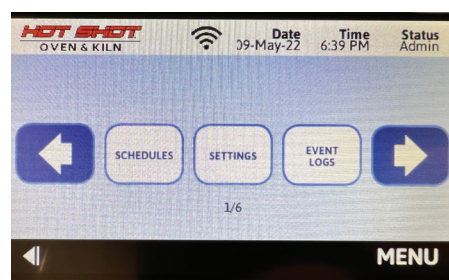 HOT SHOT
OVEN & KILN
Date
09-May-22
Time
6:39 PM
Status
Admin
SCHEDULES
SETTINGS
EVENT
LOGS
1/6
MENU